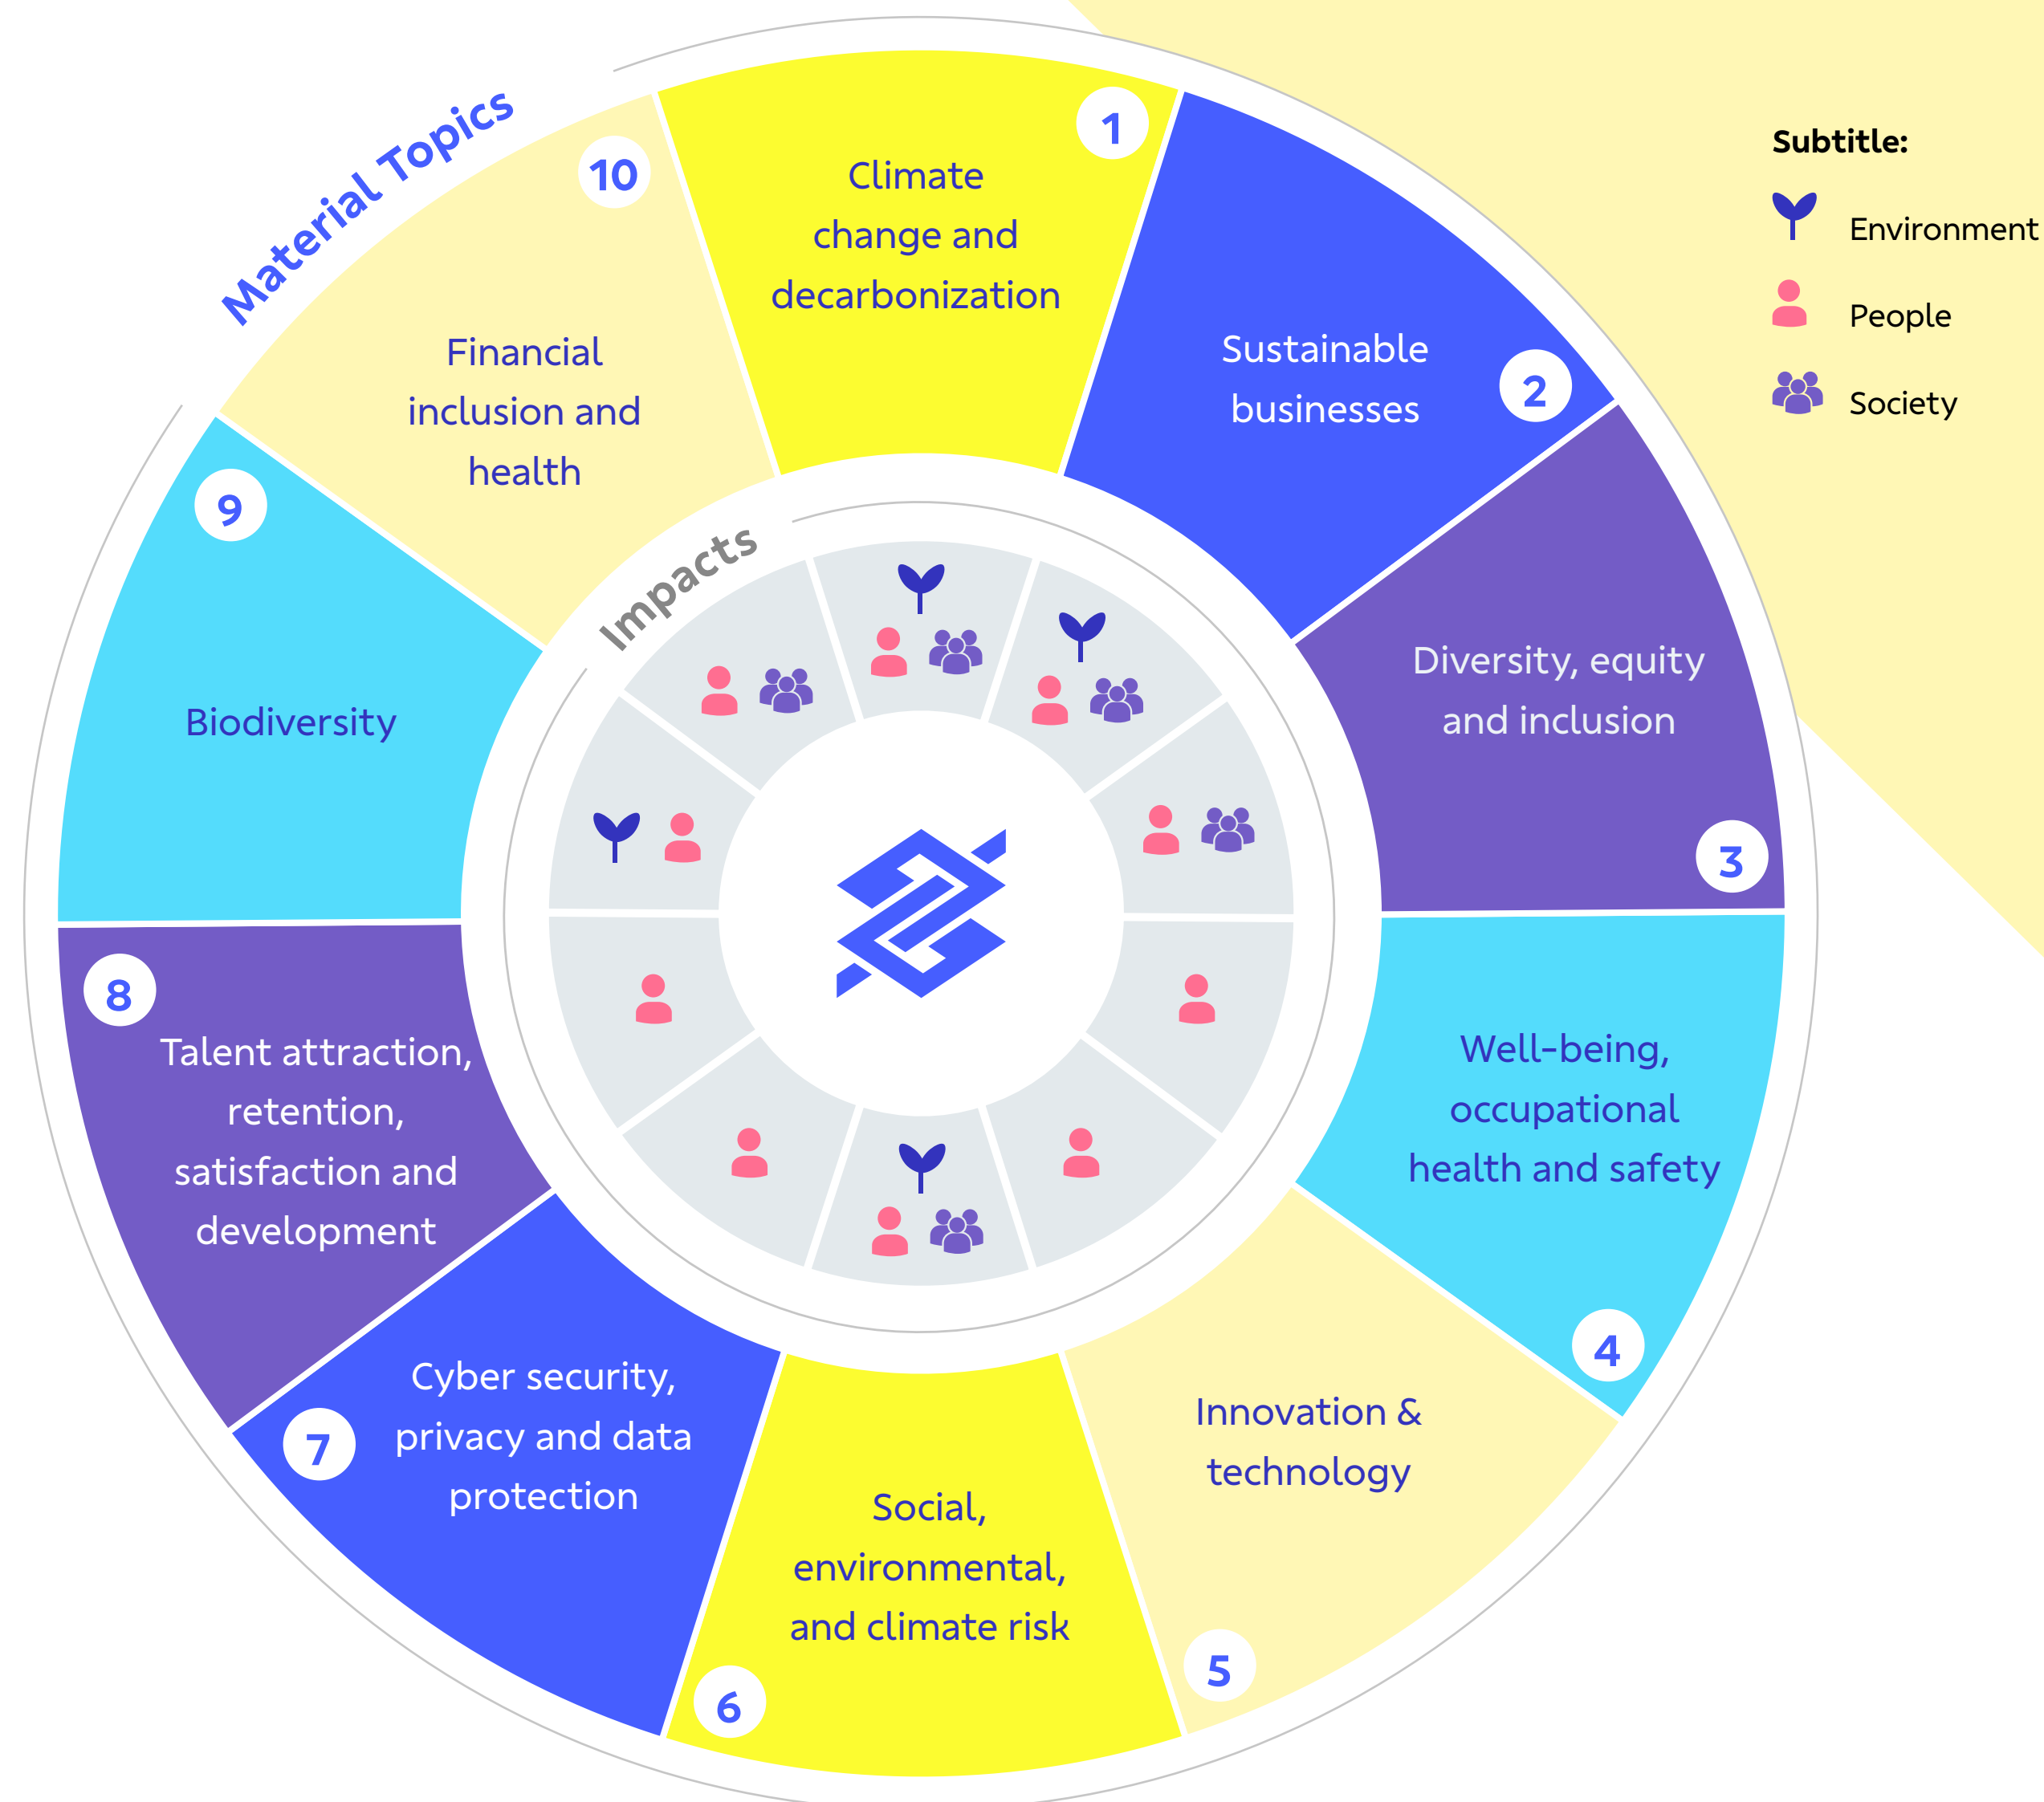 Material Topics
1
Climate
change and
decarbonization
2
Sustainable
businesses
3
Diversity, equity
and inclusion
4
Well-being,
occupational
health and safety
5
Innovation &
technology
6
Social,
environmental,
and climate risk
7
Cyber security,
privacy and data
protection
8
Talent attraction,
retention,
satisfaction and
development
9
Biodiversity
10
Financial
inclusion and
health
Impacts
Subtitle:
Environment
People
Society